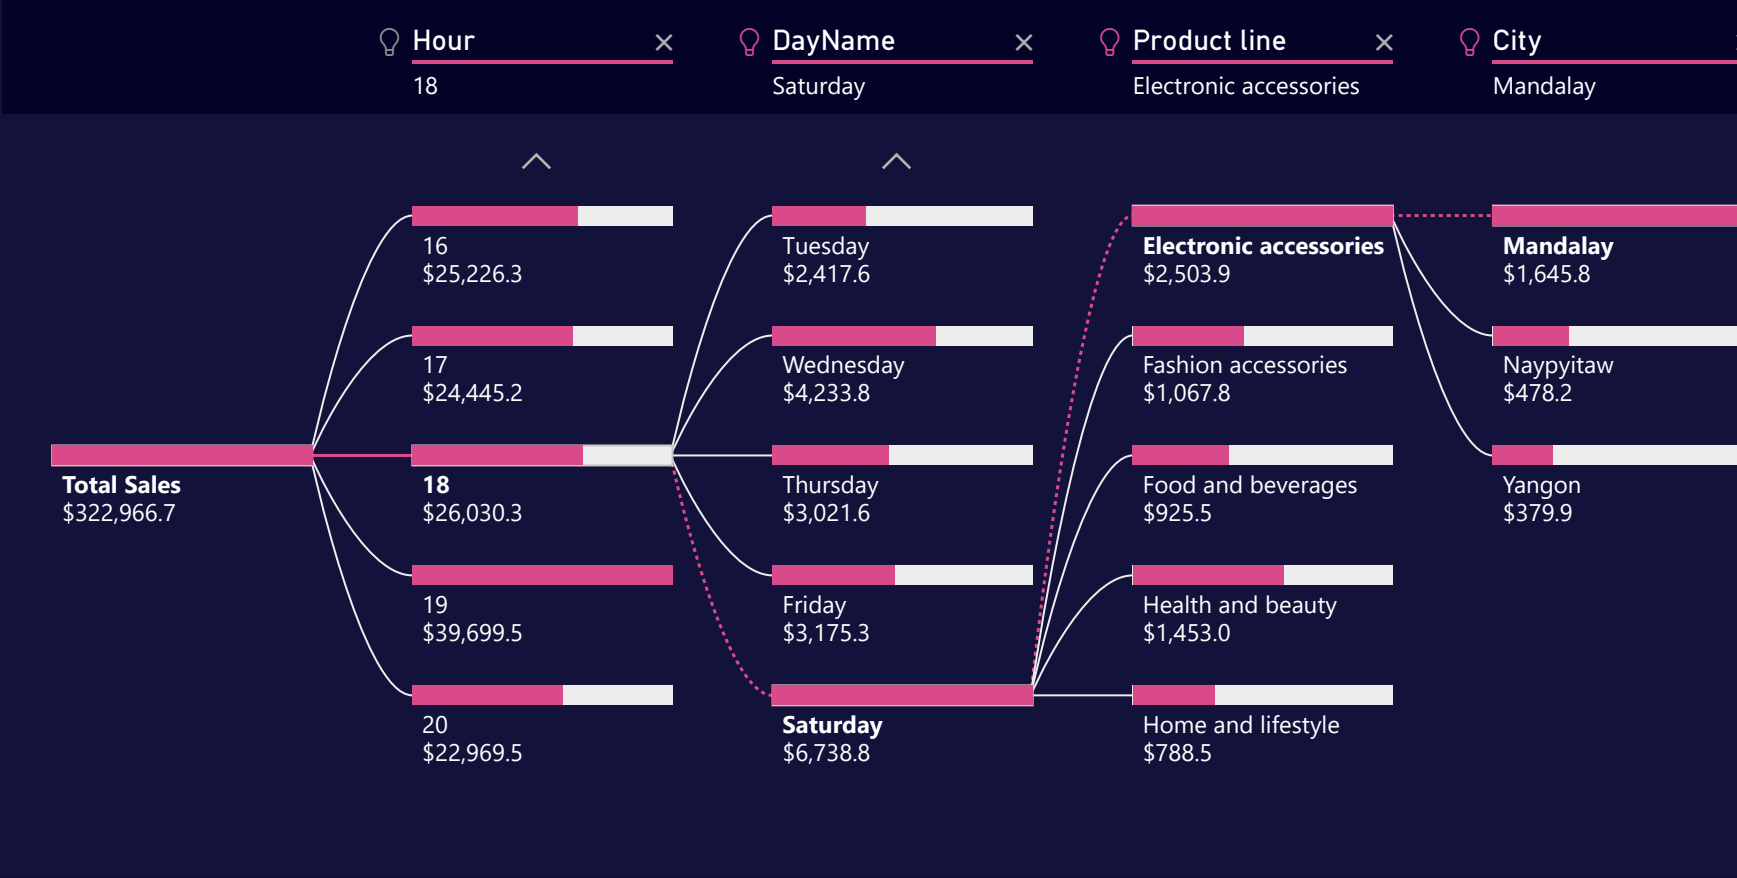 Hour
18
DayName
Saturday
Product line
Electronic accessories
City
Mandalay
Total Sales
$322,966.7
16
$25,226.3
17
$24,445.2
18
$26,030.3
19
$39,699.5
20
$22,969.5
Tuesday
$2,417.6
Wednesday
$4,233.8
Thursday
$3,021.6
Friday
$3,175.3
Saturday
$6,738.8
Electronic accessories
$2,503.9
Fashion accessories
$1,067.8
Food and beverages
$925.5
Health and beauty
$1,453.0
Home and lifestyle
$788.5
Mandalay
$1,645.8
Naypyitaw
$478.2
Yangon
$379.9